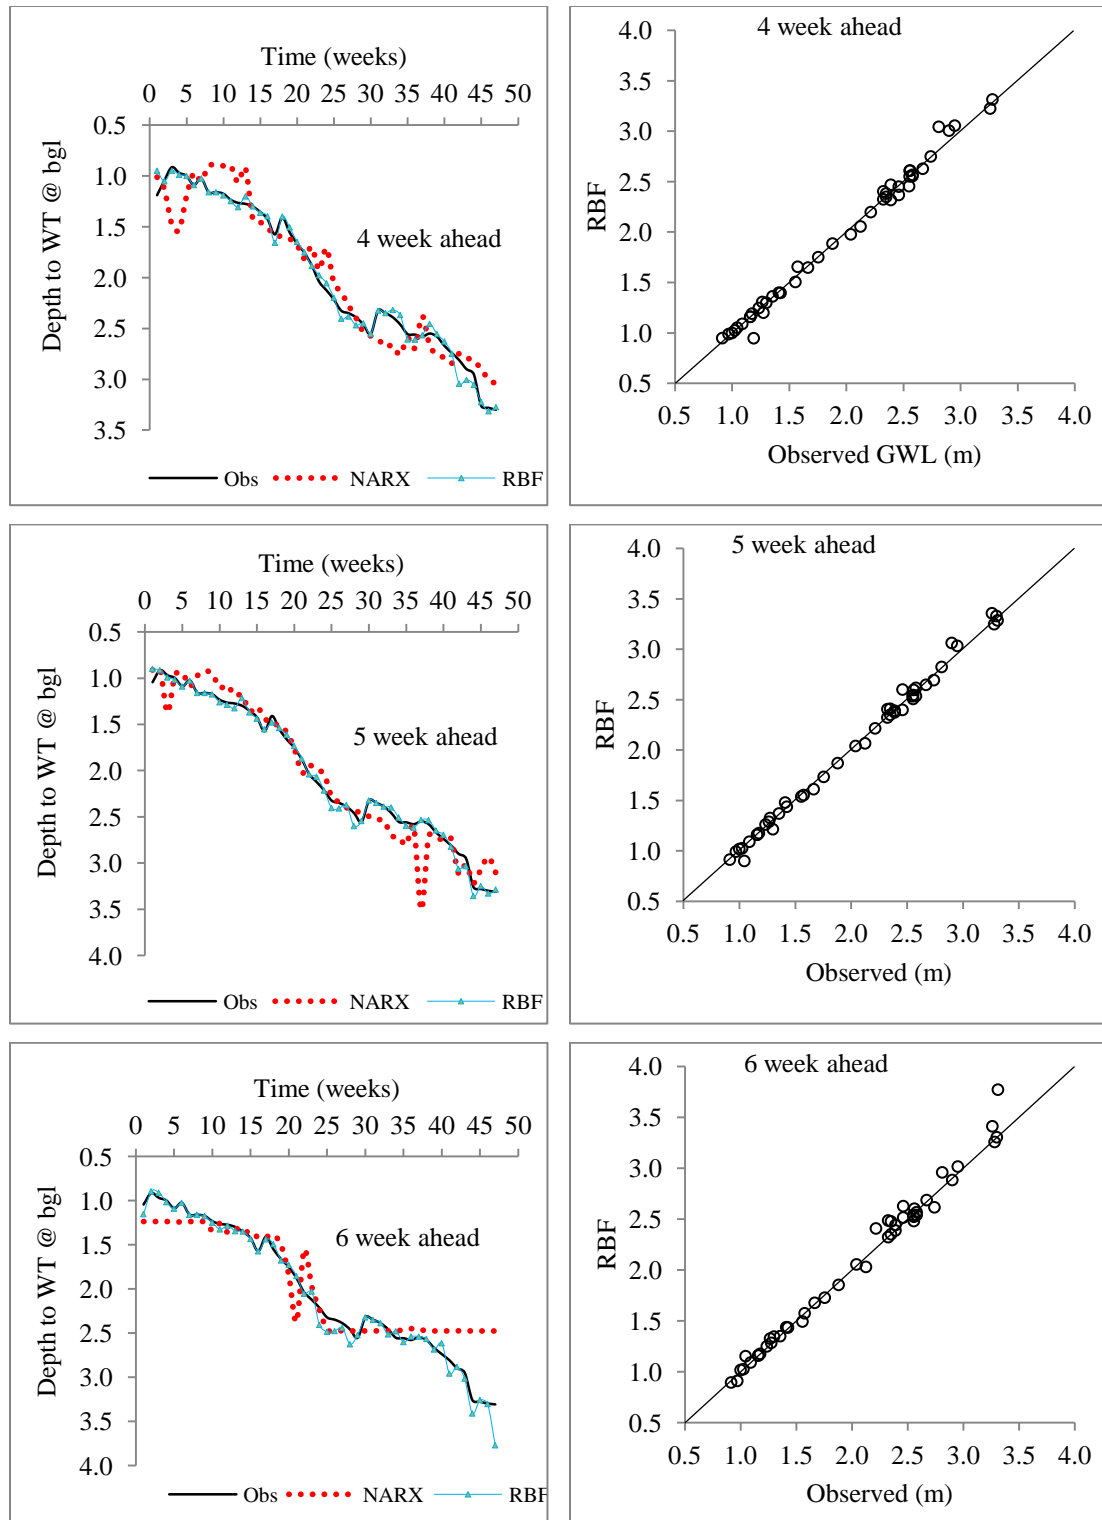 Time (weeks)
0 5 10 15 20 25 30 35 40 45 50
0.5
1.0
1.5
2.0
2.5
3.0
3.5
Depth to WT @ bgl
4 week ahead
Obs NARX RBF
4 week ahead
4.0
3.5
3.0
2.5
2.0
1.5
1.0
0.5
RBF
0.5 1.0 1.5 2.0 2.5 3.0 3.5 4.0
Observed GWL (m)
Time (weeks)
0 5 10 15 20 25 30 35 40 45 50
0.5
1.0
1.5
2.0
2.5
3.0
3.5
4.0
Depth to WT @ bgl
5 week ahead
Obs NARX RBF
5 week ahead
4.0
3.5
3.0
2.5
2.0
1.5
1.0
0.5
RBF
0.5 1.0 1.5 2.0 2.5 3.0 3.5 4.0
Observed (m)
Time (weeks)
0 5 10 15 20 25 30 35 40 45 50
0.5
1.0
1.5
2.0
2.5
3.0
3.5
4.0
Depth to WT @ bgl
6 week ahead
Obs NARX RBF
6 week ahead
4.0
3.5
3.0
2.5
2.0
1.5
1.0
0.5
RBF
0.5 1.0 1.5 2.0 2.5 3.0 3.5 4.0
Observed (m)